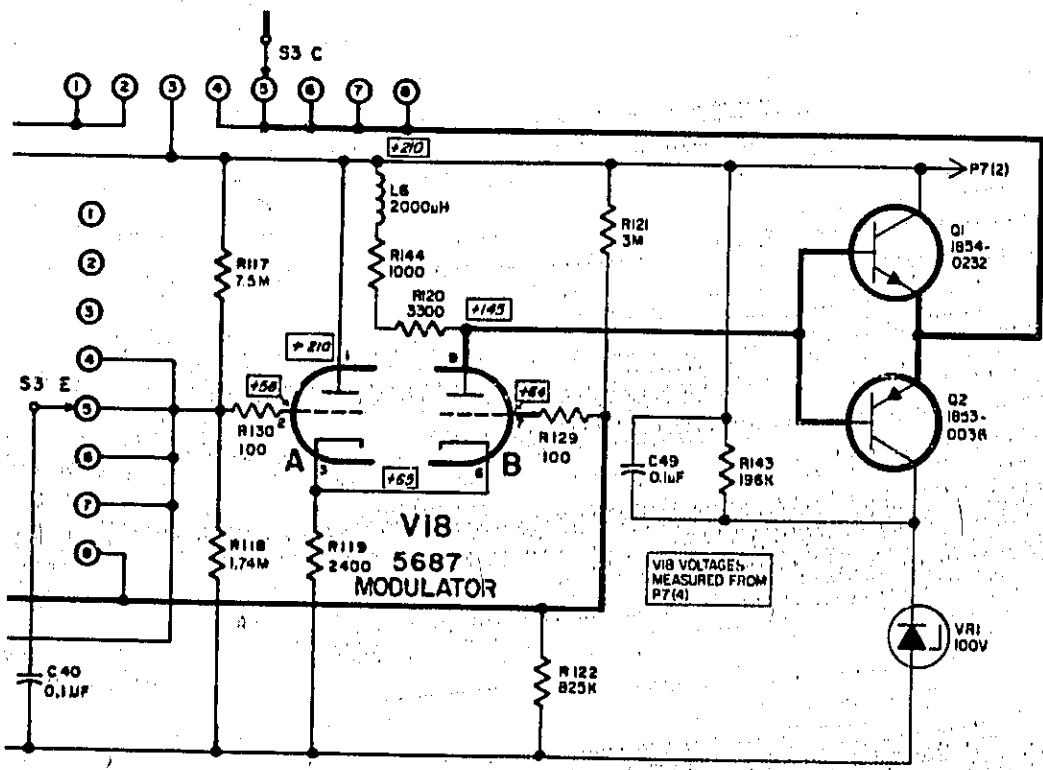 S3 C
1 2 3 4 5 6 7 8
+210
P7(2)
L6
2000uH
R121
3M
Q1
1854-
0232
R117
7.5M
R144
1000
R120
3300
+145
+210
1
9
1
2
3
4
S3 E
5
6
7
8
+58
2
R130
100
A
3
+64
7
R129
100
B
6
+65
Q2
1853-
0038
C49
0.1uF
R143
196K
V18
5687
MODULATOR
R118
1.74M
R119
2400
V18 VOLTAGES
MEASURED FROM
P7(4)
VR1
100V
C40
0.1UF
R122
825K